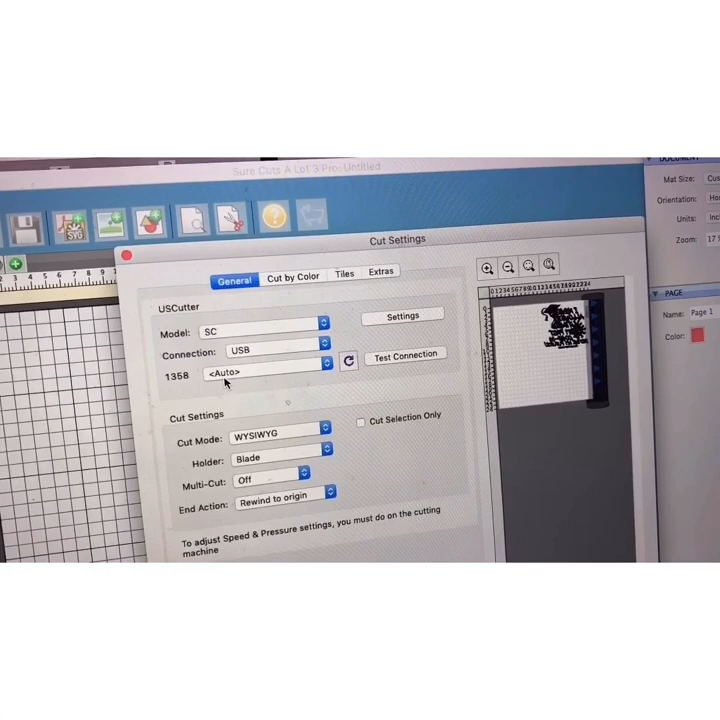 Sure Cuts A Lot 3 Pro: Untitled
DOCUMENT
Mat Size:
Orientation:
Units:
Zoom: 17
SVG
Cut Settings
General
Cut by Color
Tiles
Extras
USCutter
Model: SC
Settings
Connection: USB
1358 <Auto>
Test Connection
Cut Settings
Cut Mode: WYSIWYG
Cut Selection Only
Holder: Blade
Multi-Cut: Off
End Action: Rewind to origin
To adjust Speed & Pressure settings, you must do on the cutting
machine
PAGE
Name: Page 1
Color: